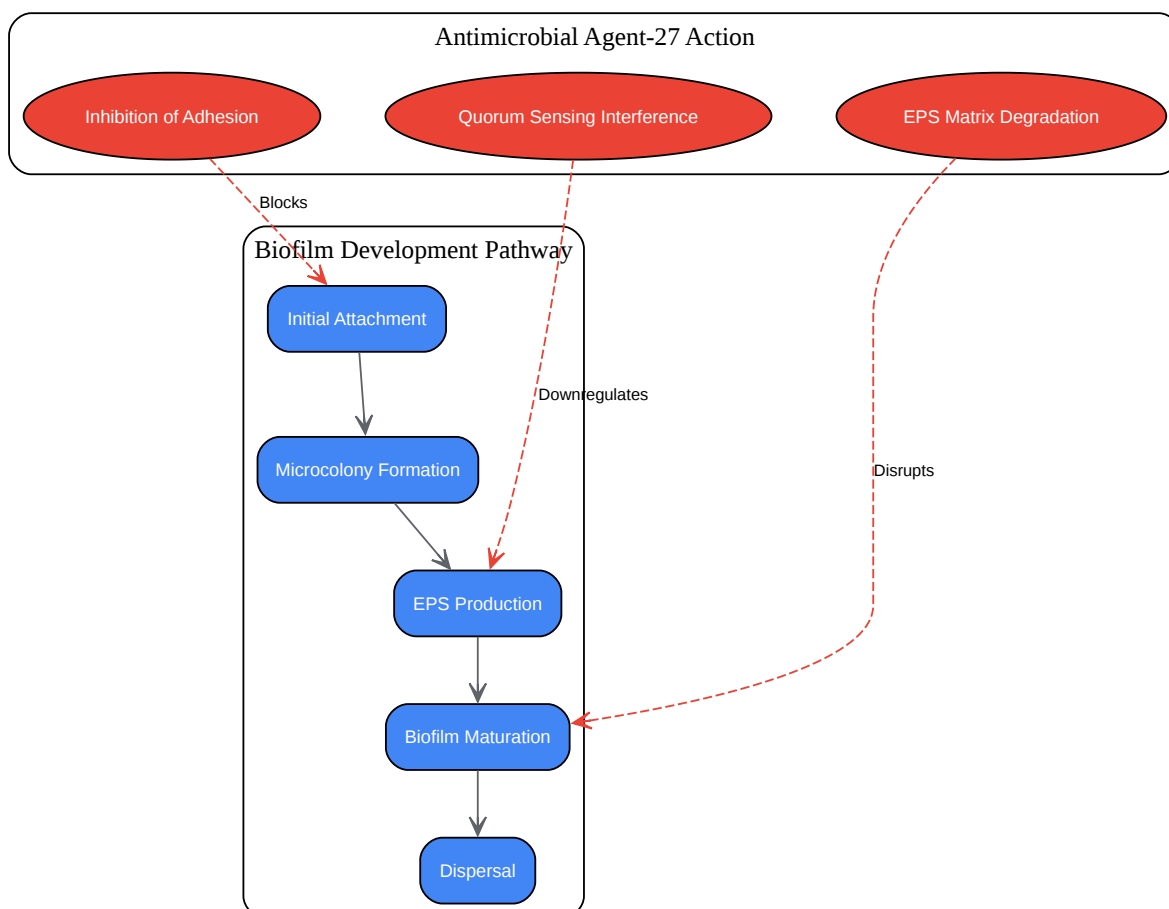 Antimicrobial Agent-27 Action
Inhibition of Adhesion
Quorum Sensing Interference
EPS Matrix Degradation
Blocks
Biofilm Development Pathway
Initial Attachment
Downregulates
Microcolony Formation
Disrupts
EPS Production
Biofilm Maturation
Dispersal